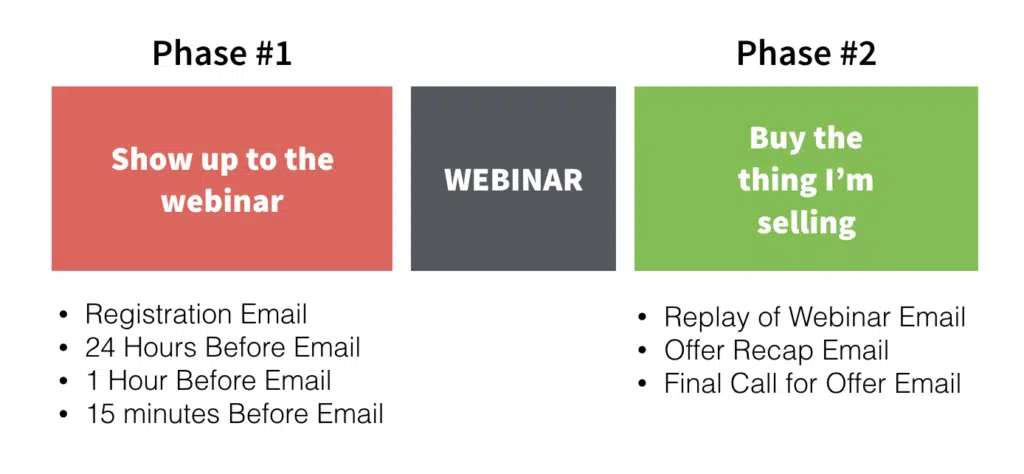 Phase #1
Show up to the
webinar
Registration Email
24 Hours Before Email
1 Hour Before Email
15 minutes Before Email
WEBINAR
Phase #2
Buy the
thing I’m
selling
Replay of Webinar Email
Offer Recap Email
Final Call for Offer Email